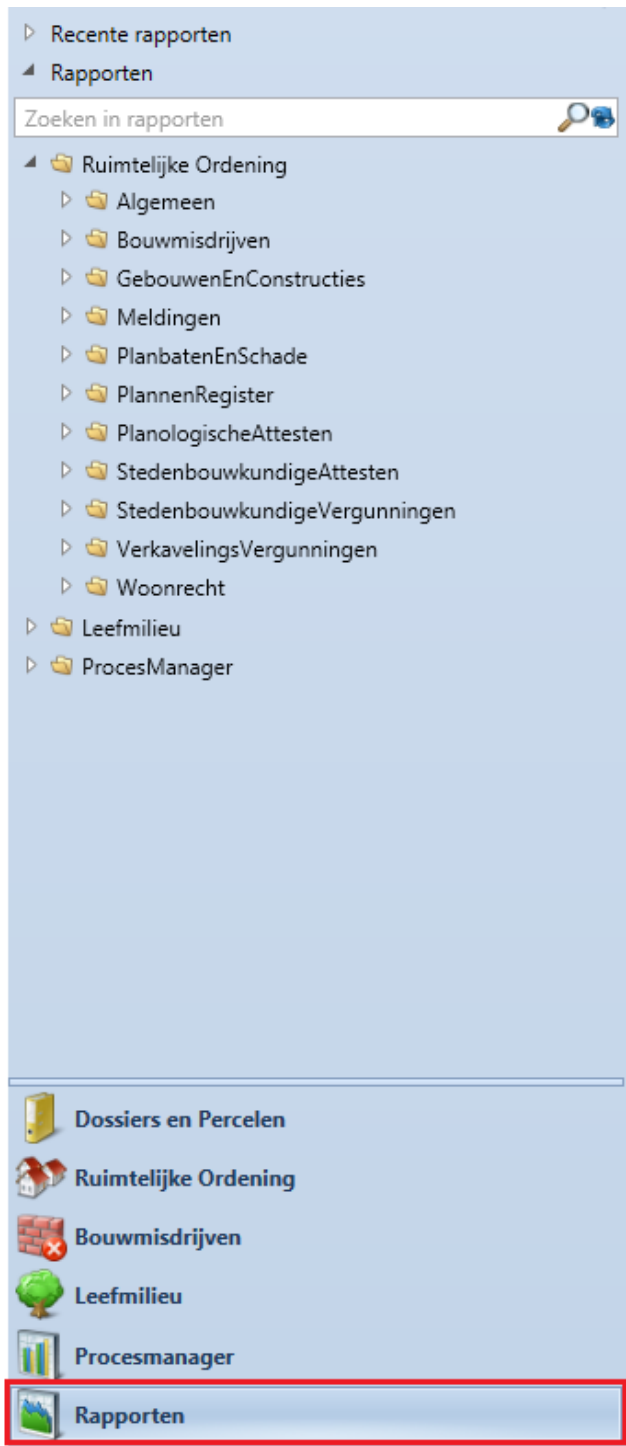 Recente rapporten
Rapporten
Zoeken in rapporten
Ruimtelijke Ordening
Algemeen
Bouwmisdrijven
GebouwenEnConstructies
Meldingen
PlanbatenEnSchade
PlannenRegister
PlanologischeAttesten
StedenbouwkundigeAttesten
StedenbouwkundigeVergunningen
VerkavelingsVergunningen
Woonrecht
Leefmilieu
ProcesManager
Dossiers en Percelen
Ruimtelijke Ordening
Bouwmisdrijven
Leefmilieu
Procesmanager
Rapporten